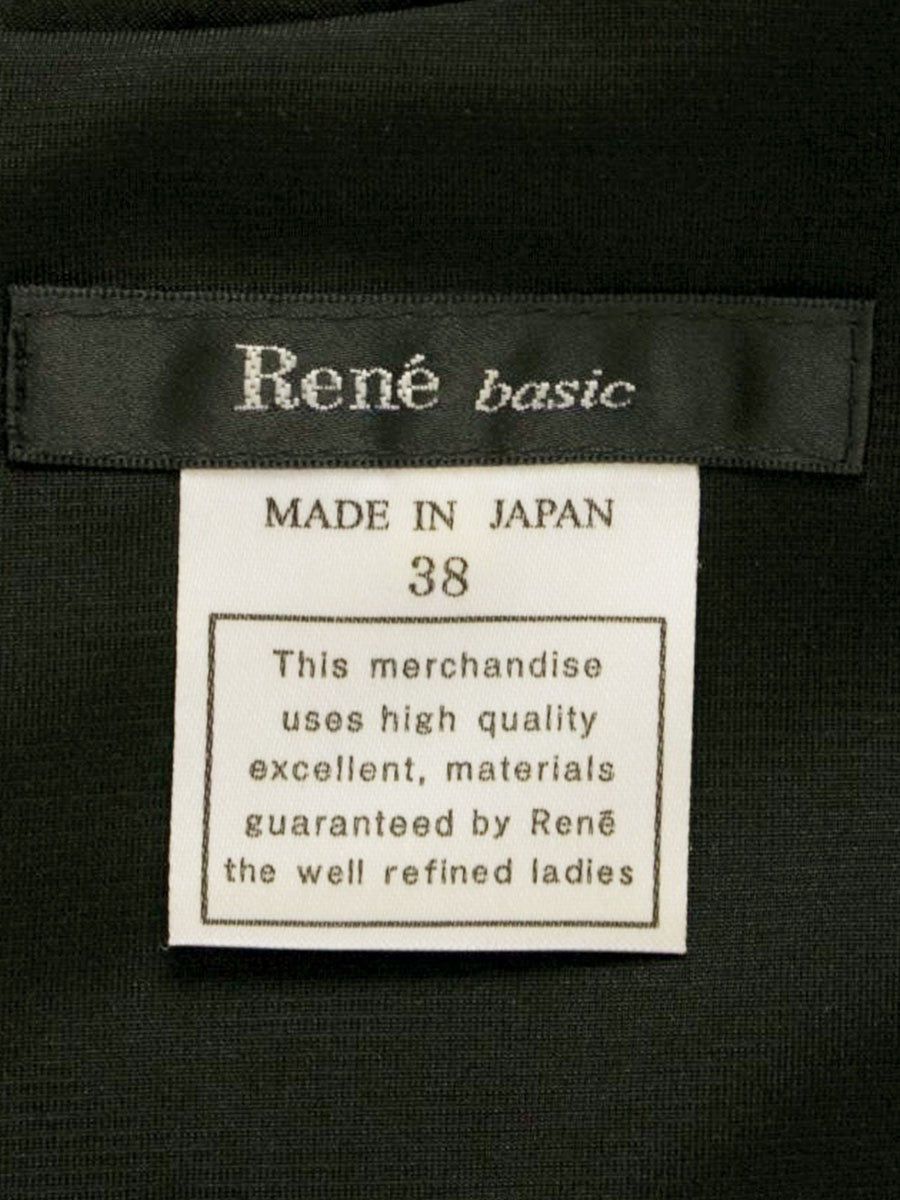 René basic
MADE IN JAPAN
38
This merchandise
uses high quality
excellent, materials
guaranteed by René
the well refined ladies